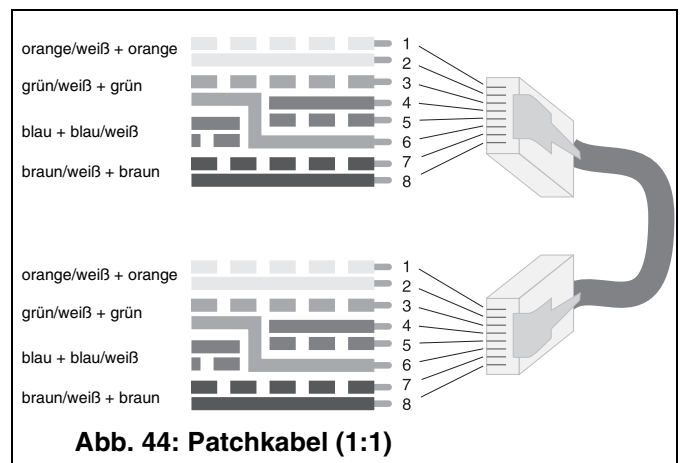 orange/weiß + orange
grün/weiß + grün
blau + blau/weiß
braun/weiß + braun
1
2
3
4
5
6
7
8
orange/weiß + orange
grün/weiß + grün
blau + blau/weiß
braun/weiß + braun
1
2
3
4
5
6
7
8
Abb. 44: Patchkabel (1:1)